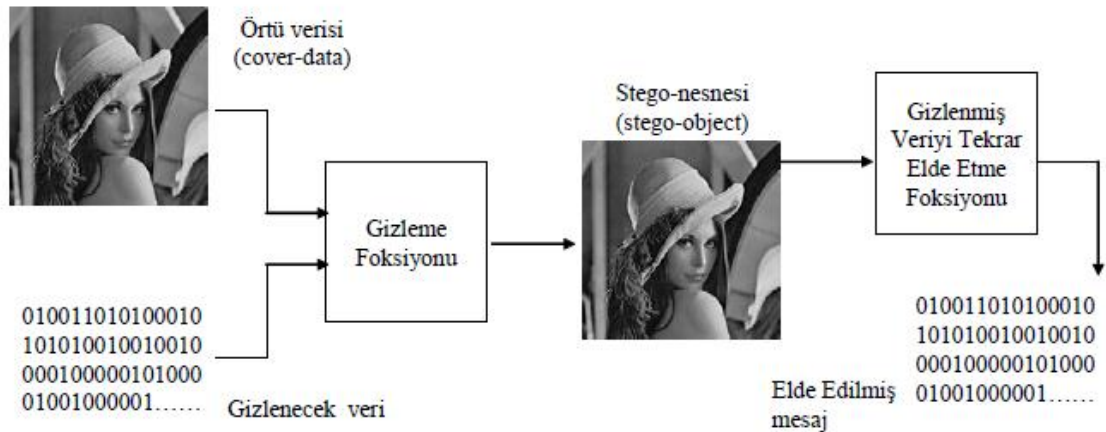 Örtü verisi
(cover-data)
Gizleme
Foksiyonu
010011010100010
101010010010010
000100000101000
01001000001......
Gizlenecek veri
Stego-nesnesi
(stego-object)
Gizlenmiş
Veriyi Tekrar
Elde Etme
Foksiyonu
010011010100010
101010010010010
000100000101000
01001000001......
Elde Edilmiş
mesaj